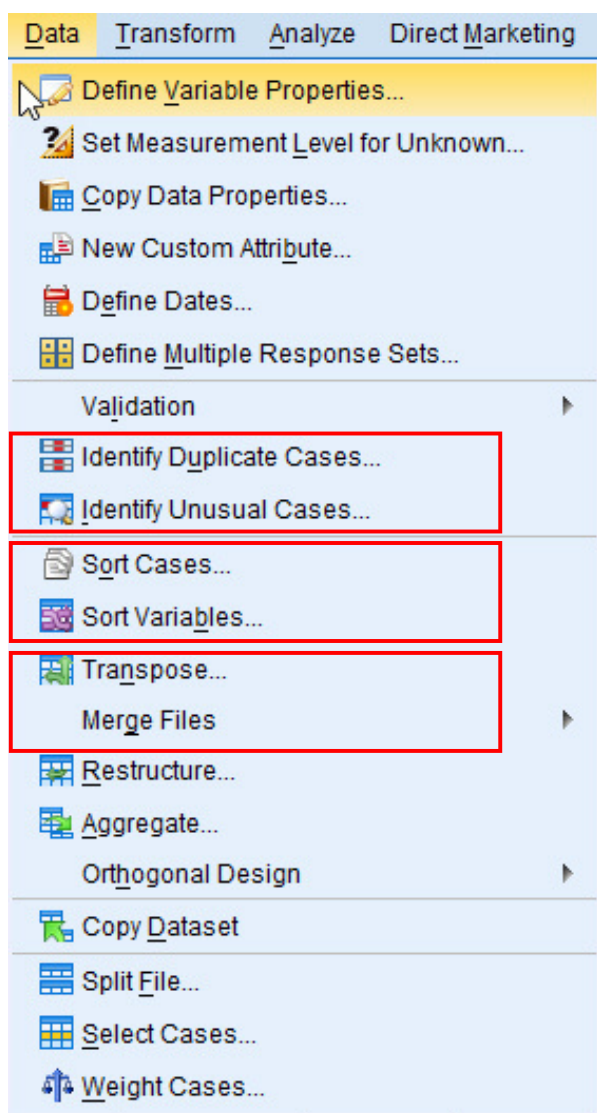 Data Transform Analyze Direct Marketing
Define Variable Properties...
Set Measurement Level for Unknown...
Copy Data Properties...
New Custom Attribute...
Define Dates...
Define Multiple Response Sets...
Validation
Identify Duplicate Cases...
Identify Unusual Cases...
Sort Cases...
Sort Variables...
Transpose...
Merge Files
Restructure...
Aggregate...
Orthogonal Design
Copy Dataset
Split File...
Select Cases...
Weight Cases...